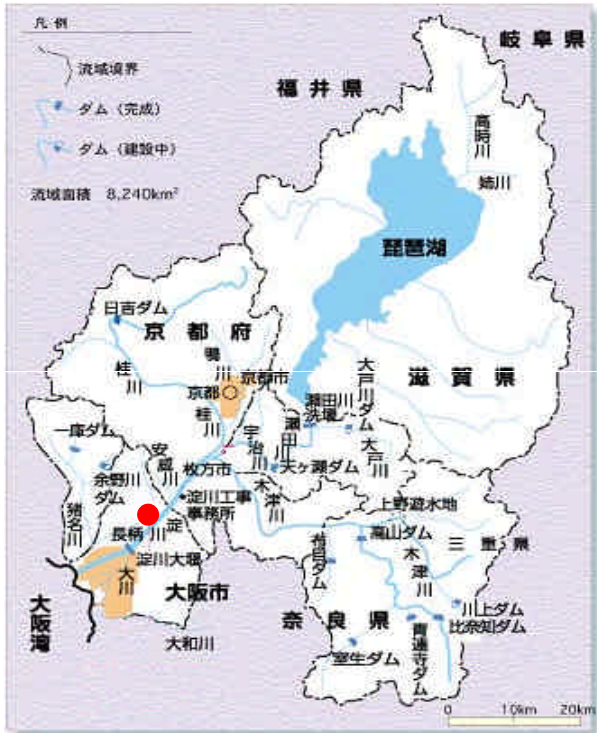 凡例
流域境界
ダム（完成）
ダム（建設中）
流域面積 8,240km²
岐阜県
福井県
高時川
姉川
琵琶湖
日吉ダム
京都府
鴨川
京都市
京都
桂川
桂川
滋賀県
大戸川ダム
瀬田川洗堰
瀬田川
大戸川
宇治川
天ヶ瀬ダム
一庫ダム
余野川ダム
安威川
枚方市
淀川工事
事務所
木津川
猪名川
長柄
淀川
淀川大堰
大川
大阪市
大阪湾
大和川
上野遊水地
高山ダム
布目ダム
木津川
三重県
奈良県
川上ダム
比奈知ダム
青蓮寺ダム
室生ダム
0 10km 20km